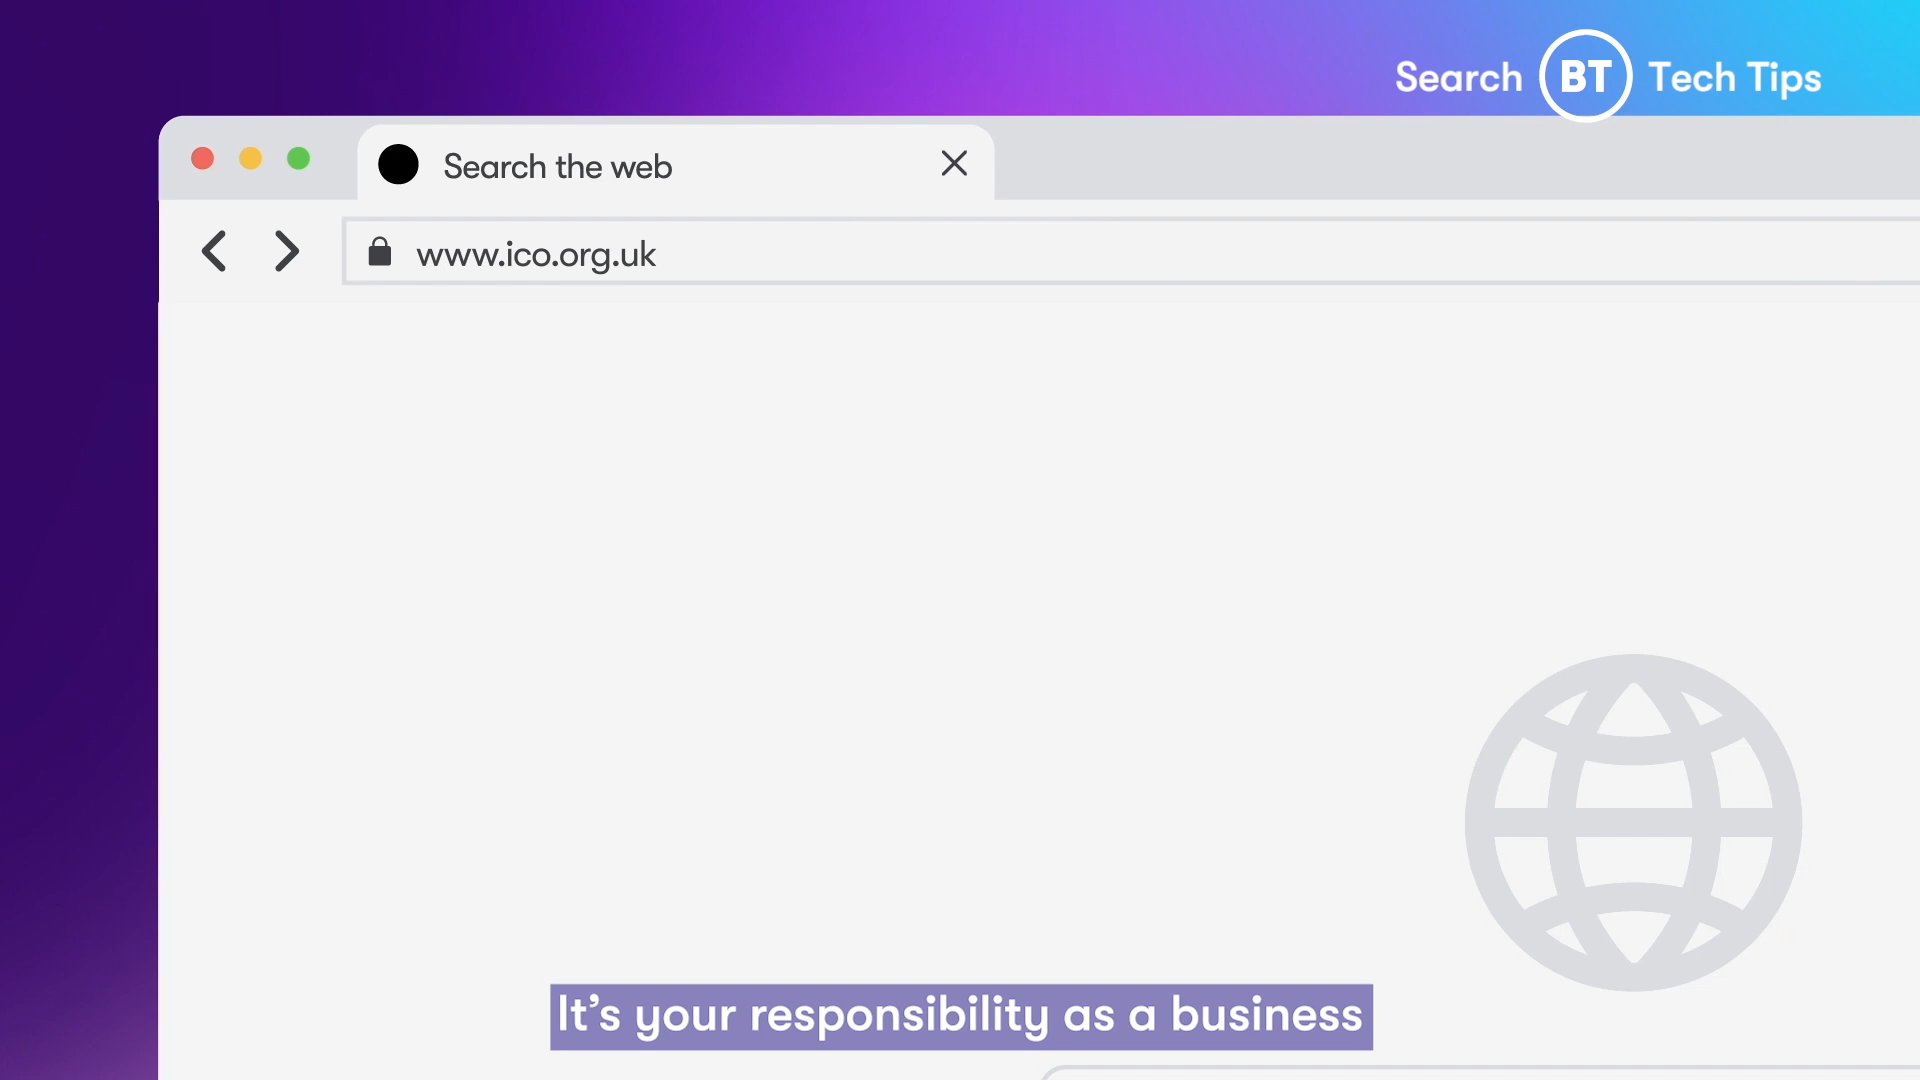 Search BT Tech Tips
Search the web
www.ico.org.uk
It's your responsibility as a business